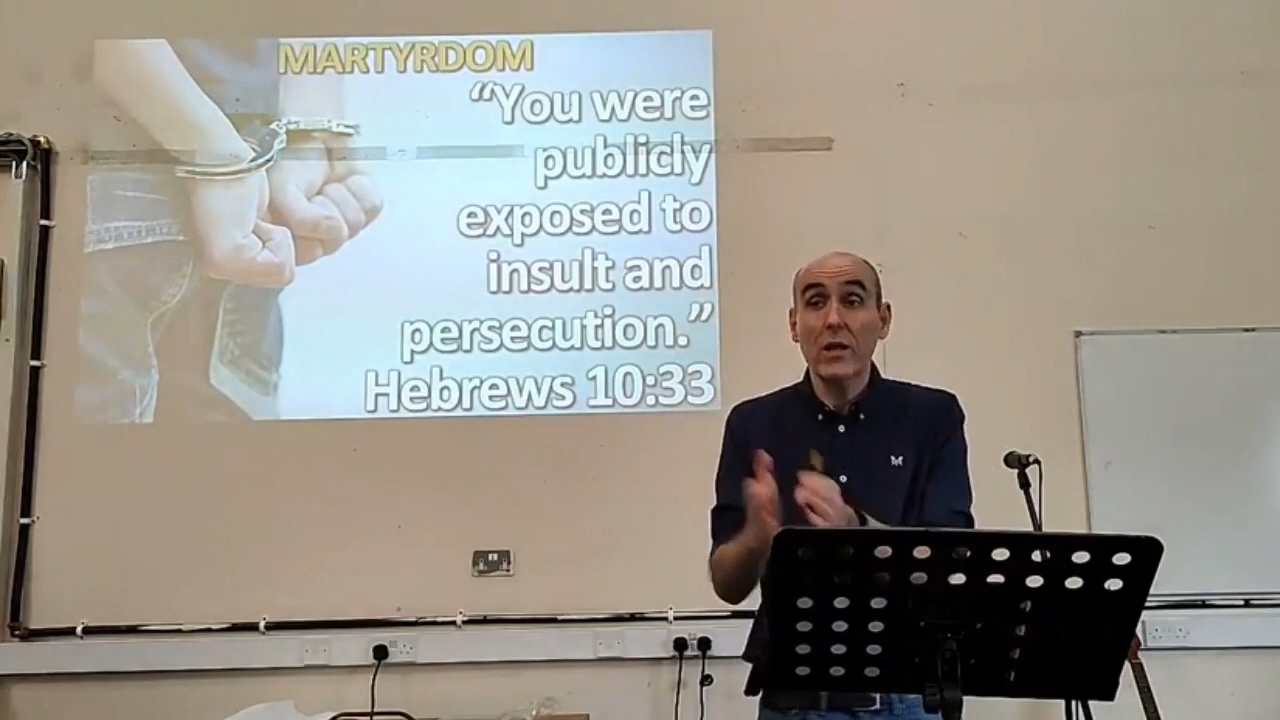 MARTYRDOM
“You were
publicly
exposed to
insult and
persecution.”
Hebrews 10:33